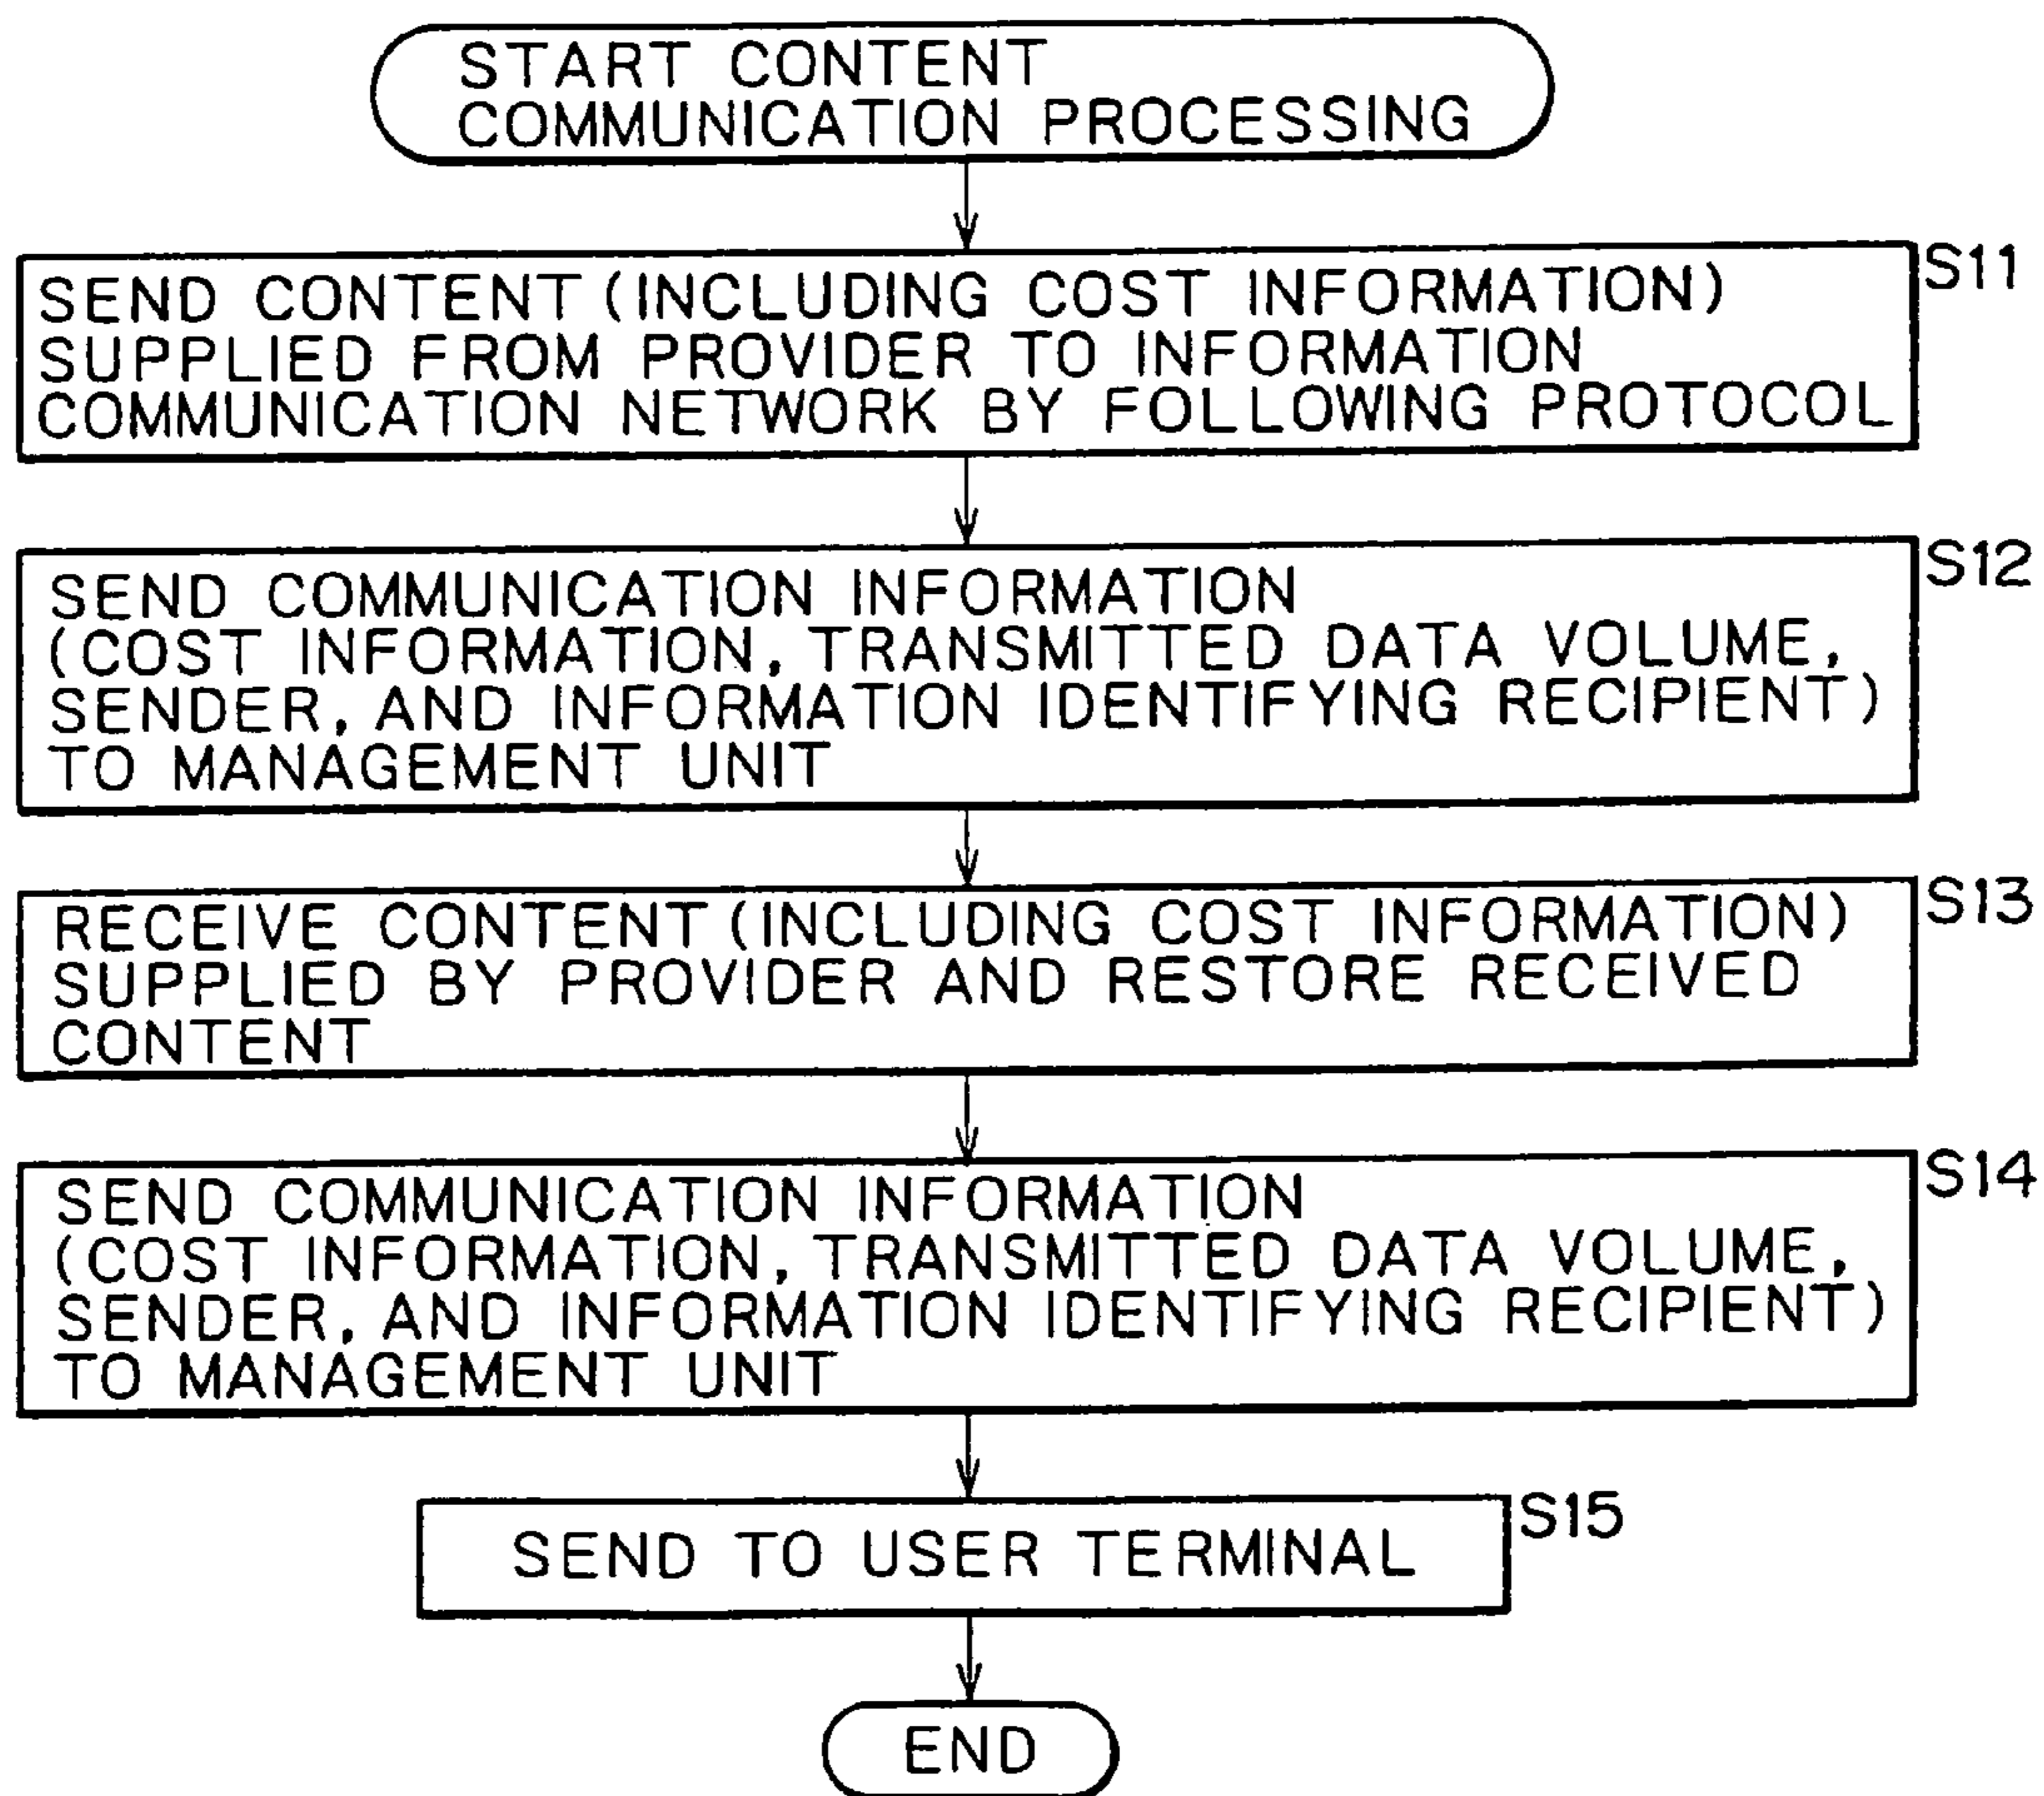 START CONTENT
COMMUNICATION PROCESSING
S11
SEND CONTENT (INCLUDING COST INFORMATION)
SUPPLIED FROM PROVIDER TO INFORMATION
COMMUNICATION NETWORK BY FOLLOWING PROTOCOL
S12
SEND COMMUNICATION INFORMATION
(COST INFORMATION, TRANSMITTED DATA VOLUME,
SENDER, AND INFORMATION IDENTIFYING RECIPIENT)
TO MANAGEMENT UNIT
S13
RECEIVE CONTENT (INCLUDING COST INFORMATION)
SUPPLIED BY PROVIDER AND RESTORE RECEIVED
CONTENT
S14
SEND COMMUNICATION INFORMATION
(COST INFORMATION, TRANSMITTED DATA VOLUME,
SENDER, AND INFORMATION IDENTIFYING RECIPIENT)
TO MANAGEMENT UNIT
S15
SEND TO USER TERMINAL
END